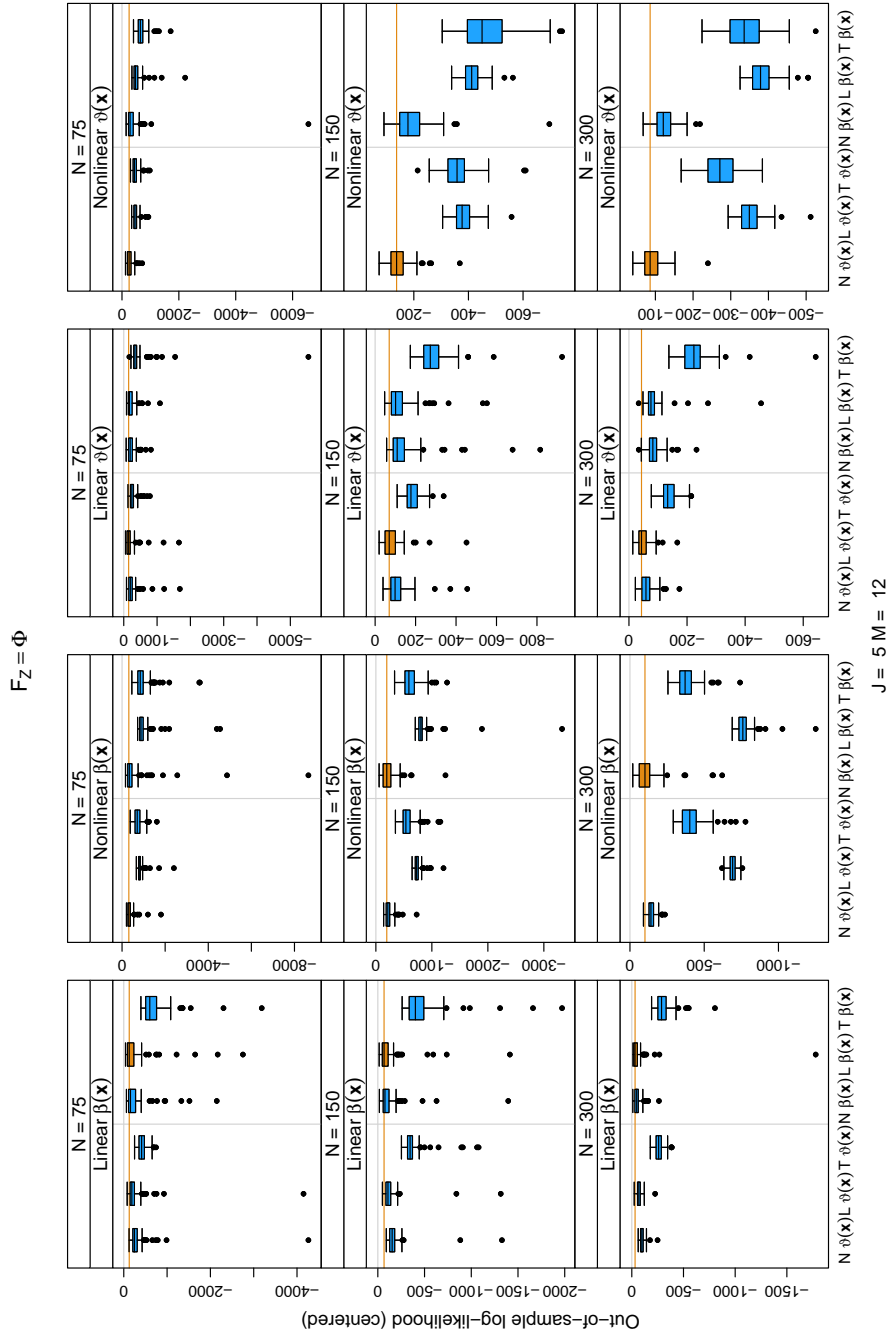 F_Z = Φ
Out−of−sample log−likelihood (centered)
N = 75
Linear β(x)
0
−2000
−4000
N = 75
Nonlinear β(x)
0
−4000
−8000
N = 75
Linear ϑ(x)
0
−1000
−3000
−5000
N = 75
Nonlinear ϑ(x)
0
−2000
−4000
−6000
N = 150
Linear β(x)
0
−500
−1000
−1500
−2000
N = 150
Nonlinear β(x)
0
−1000
−2000
−3000
N = 150
Linear ϑ(x)
0
−200
−400
−600
−800
N = 150
Nonlinear ϑ(x)
−200
−400
−600
N = 300
Linear β(x)
0
−500
−1000
−1500
N = 300
Nonlinear β(x)
0
−500
−1000
N = 300
Linear ϑ(x)
0
−200
−400
−600
N = 300
Nonlinear ϑ(x)
−100
−200
−300
−400
−500
N ϑ(x) L ϑ(x) T ϑ(x) N β(x) L β(x) T β(x)
N ϑ(x) L ϑ(x) T ϑ(x) N β(x) L β(x) T β(x)
N ϑ(x) L ϑ(x) T ϑ(x) N β(x) L β(x) T β(x)
N ϑ(x) L ϑ(x) T ϑ(x) N β(x) L β(x) T β(x)
J = 5 M = 12